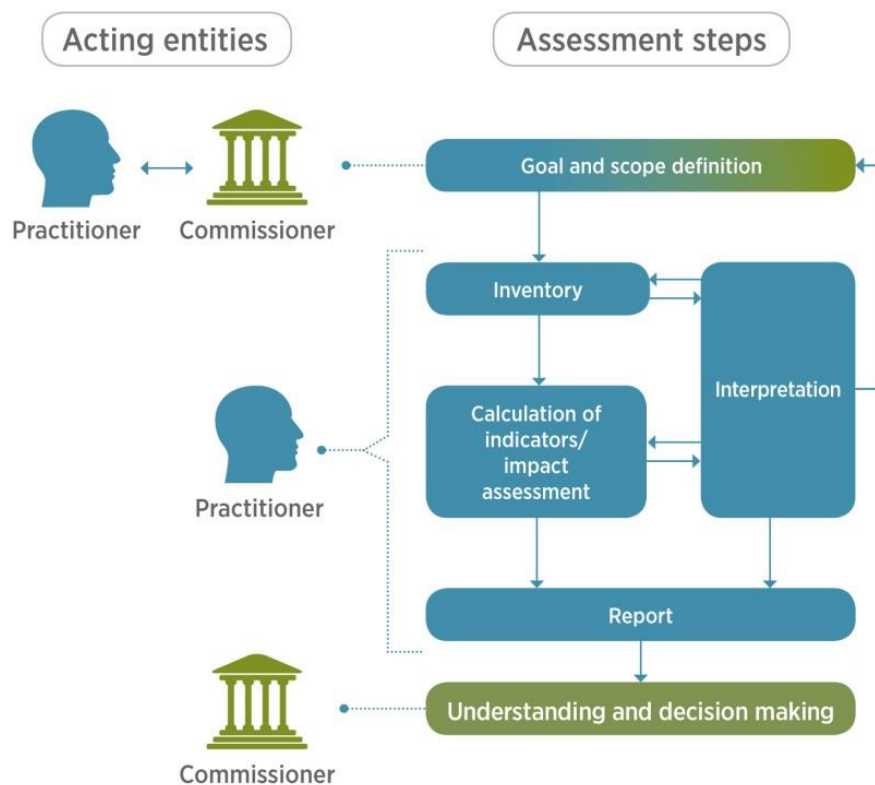 Acting entities
Assessment steps
Goal and scope definition
Practitioner
Commissioner
Inventory
Interpretation
Calculation of
indicators/
impact
assessment
Practitioner
Report
Understanding and decision making
Commissioner